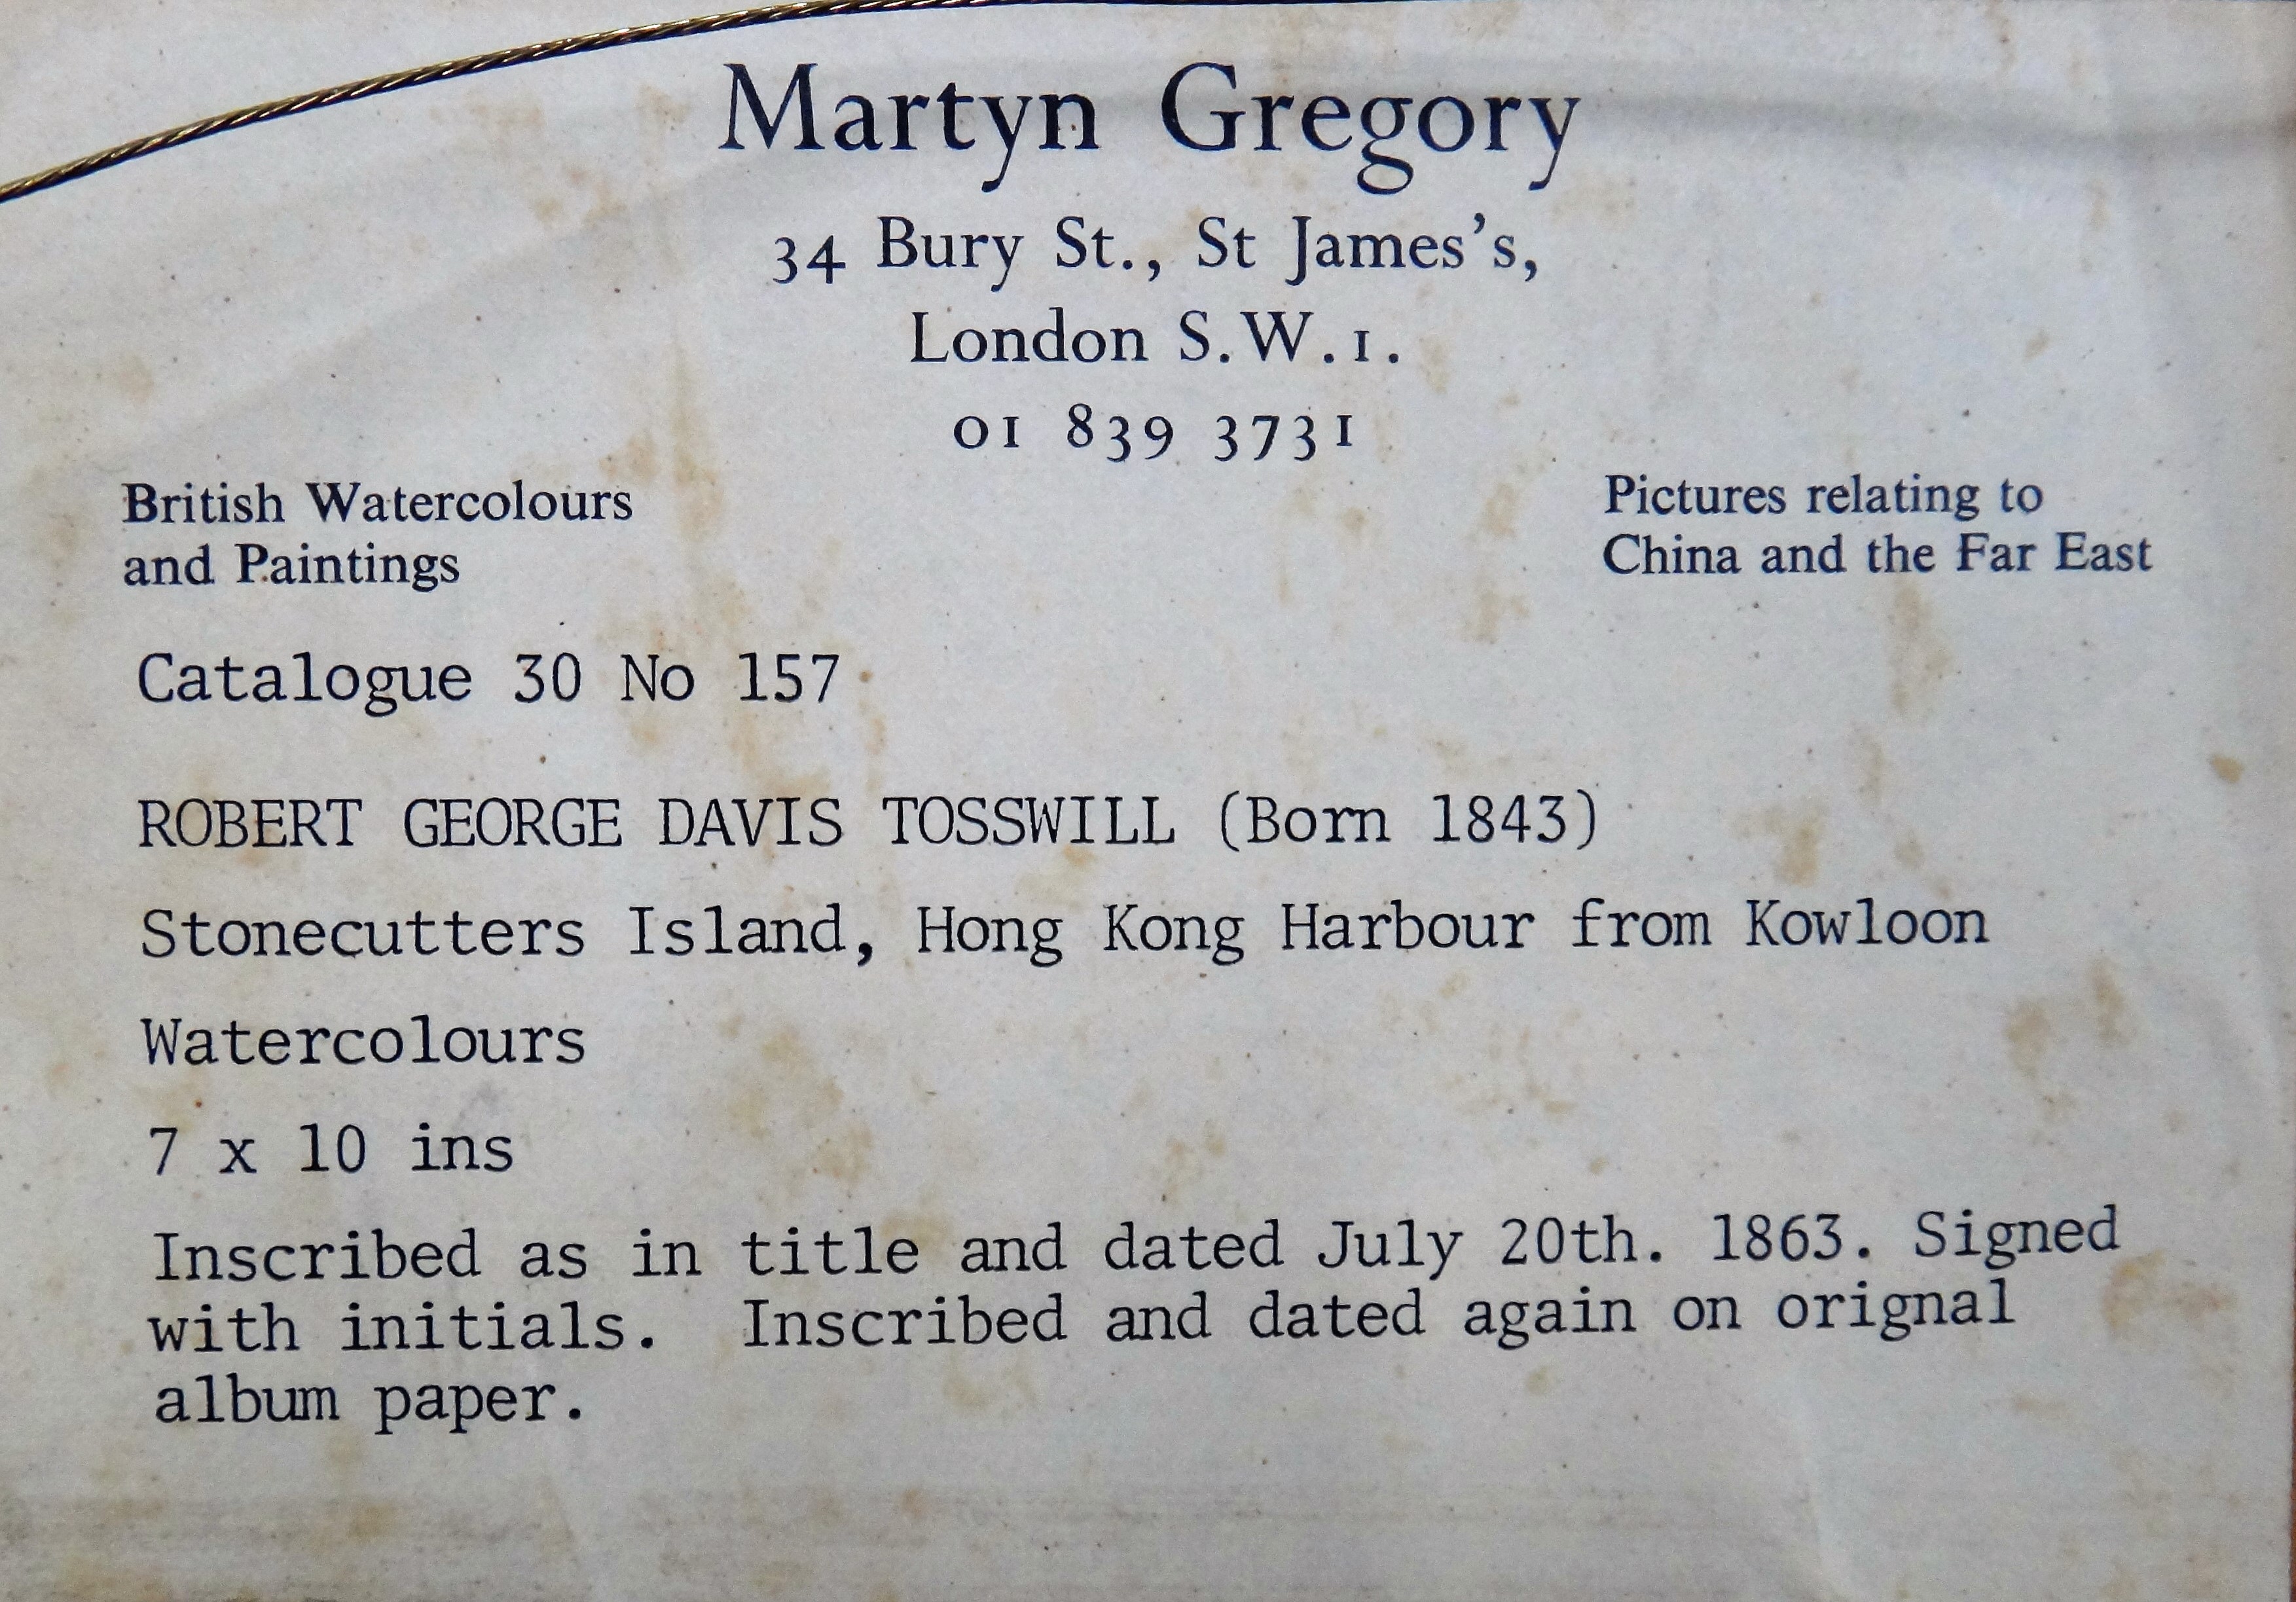 Martyn Gregory
34 Bury St., St James's,
London S.W.1.
01 839 3731
British Watercolours
and Paintings
Pictures relating to
China and the Far East
Catalogue 30 No 157
ROBERT GEORGE DAVIS TOSSWILL (Born 1843)
Stonecutters Island, Hong Kong Harbour from Kowloon
Watercolours
7 x 10 ins
Inscribed as in title and dated July 20th. 1863. Signed
with initials. Inscribed and dated again on orignal
album paper.